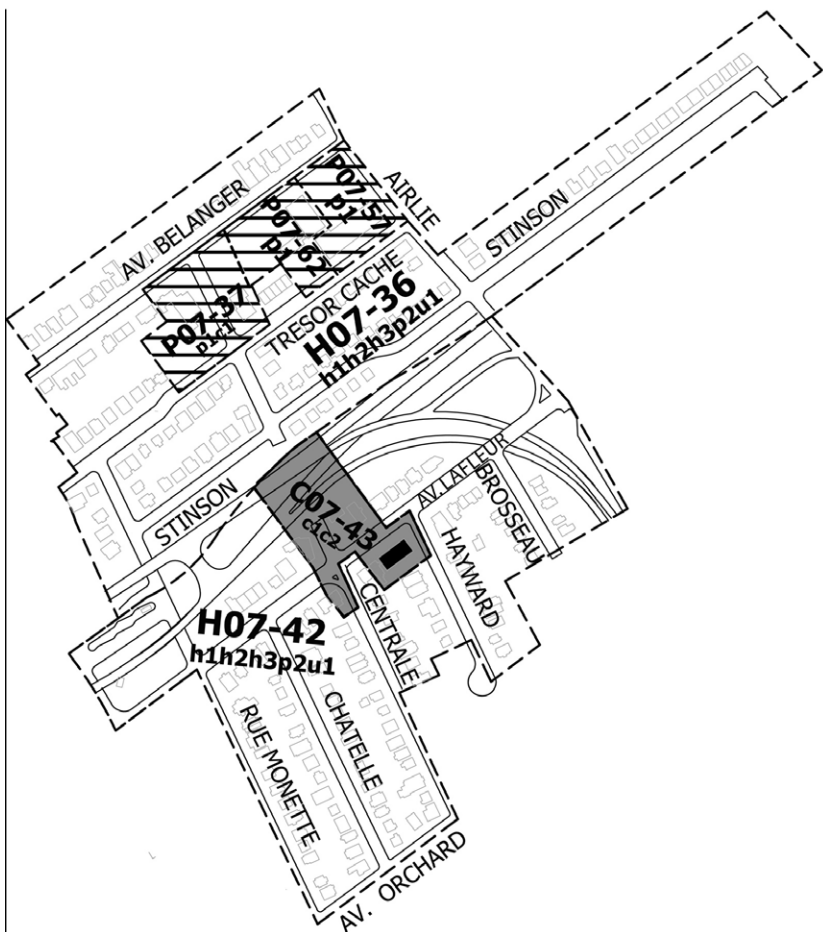 AV. BELANGER
AIRLIE
P07-57
p1
P07-62
p1
STINSON
P07-37
p1c1
TRESOR CACHE
H07-36
h1h2h3p2u1
STINSON
C07-43
c1c2
AV. LAFLEUR
BROSSEAU
HAYWARD
CENTRALE
H07-42
h1h2h3p2u1
CHATELLE
RUE MONETTE
AV. ORCHARD